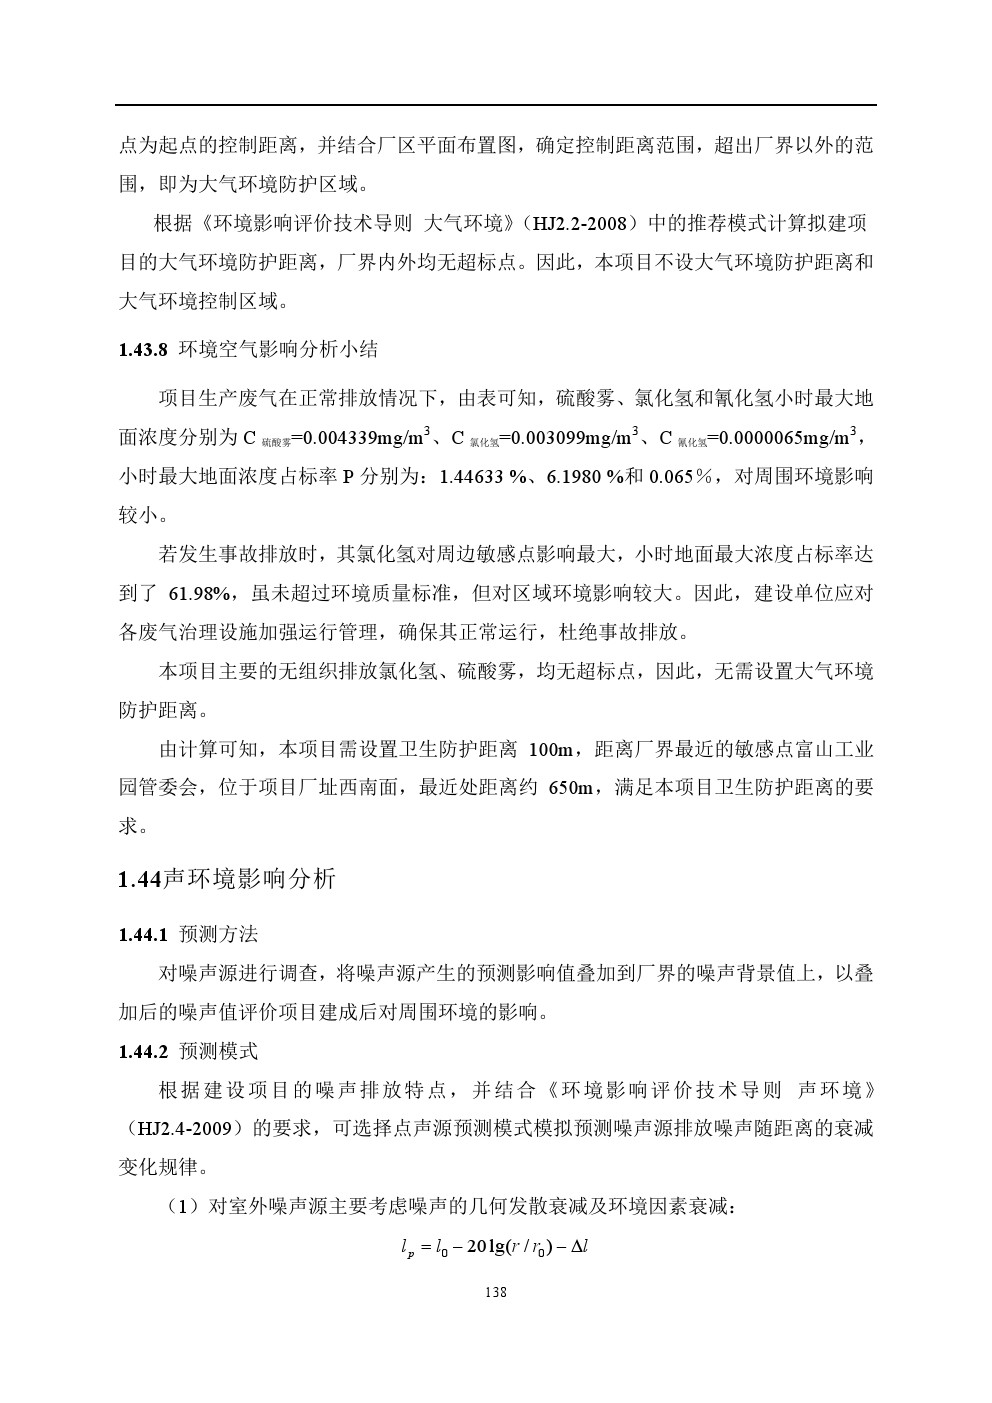 点为起点的控制距离，并结合厂区平面布置图，确定控制距离范围，超出厂界以外的范
围，即为大气环境防护区域。
根据《环境影响评价技术导则 大气环境》（HJ2.2-2008）中的推荐模式计算拟建项
目的大气环境防护距离，厂界内外均无超标点。因此，本项目不设大气环境防护距离和
大气环境控制区域。
1.43.8 环境空气影响分析小结
项目生产废气在正常排放情况下，由表可知，硫酸雾、氯化氢和氰化氢小时最大地
面浓度分别为 C 硫酸雾=0.004339mg/m³、C 氯化氢=0.003099mg/m³、C 氰化氢=0.0000065mg/m³，
小时最大地面浓度占标率 P 分别为：1.44633 %、6.1980 %和 0.065％，对周围环境影响
较小。
若发生事故排放时，其氯化氢对周边敏感点影响最大，小时地面最大浓度占标率达
到了 61.98%，虽未超过环境质量标准，但对区域环境影响较大。因此，建设单位应对
各废气治理设施加强运行管理，确保其正常运行，杜绝事故排放。
本项目主要的无组织排放氯化氢、硫酸雾，均无超标点，因此，无需设置大气环境
防护距离。
由计算可知，本项目需设置卫生防护距离 100m，距离厂界最近的敏感点富山工业
园管委会，位于项目厂址西南面，最近处距离约 650m，满足本项目卫生防护距离的要
求。
1.44声环境影响分析
1.44.1 预测方法
对噪声源进行调查，将噪声源产生的预测影响值叠加到厂界的噪声背景值上，以叠
加后的噪声值评价项目建成后对周围环境的影响。
1.44.2 预测模式
根据建设项目的噪声排放特点，并结合《环境影响评价技术导则 声环境》
（HJ2.4-2009）的要求，可选择点声源预测模式模拟预测噪声源排放噪声随距离的衰减
变化规律。
（1）对室外噪声源主要考虑噪声的几何发散衰减及环境因素衰减：
lₚ = l₀ − 20lg(r / r₀) − Δl
138